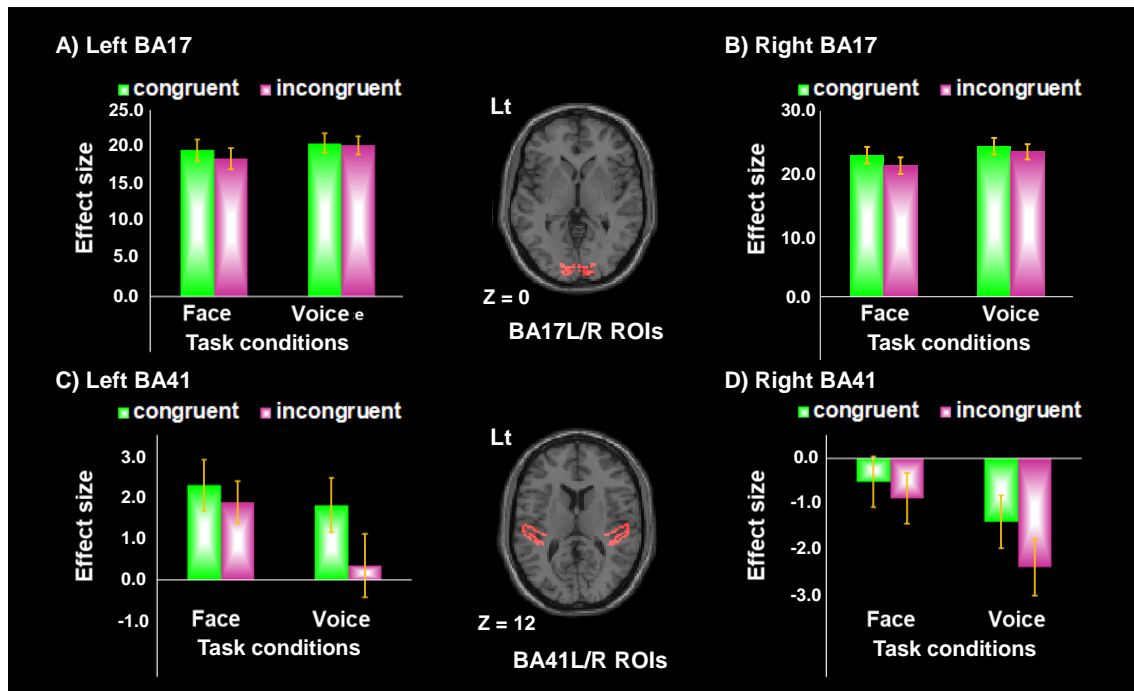 A) Left BA17
congruent incongruent
25.0
20.0
15.0
10.0
5.0
0.0
Effect size
Face Voice :e
Task conditions
Lt
Z = 0
BA17L/R ROIs
B) Right BA17
congruent incongruent
30.0
20.0
10.0
0.0
Effect size
Face Voice
Task conditions
C) Left BA41
congruent incongruent
3.0
2.0
1.0
0.0
-1.0
Effect size
Face Voice
Task conditions
Lt
Z = 12
BA41L/R ROIs
D) Right BA41
congruent incongruent
0.0
-1.0
-2.0
-3.0
Effect size
Face Voice
Task conditions